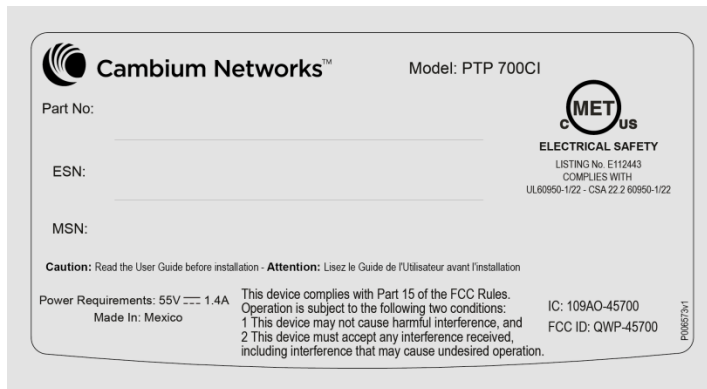 Cambium Networks™
Model: PTP 700CI
Part No:
MET
C US
ELECTRICAL SAFETY
LISTING No. E112443
COMPLIES WITH
UL60950-1/22 - CSA 22.2 60950-1/22
ESN:
MSN:
Caution: Read the User Guide before installation - Attention: Lisez le Guide de l'Utilisateur avant l'installation
Power Requirements: 55V ⎓ 1.4A
Made In: Mexico
This device complies with Part 15 of the FCC Rules.
Operation is subject to the following two conditions:
1 This device may not cause harmful interference, and
2 This device must accept any interference received,
including interference that may cause undesired operation.
IC: 109AO-45700
FCC ID: QWP-45700
P006573v1